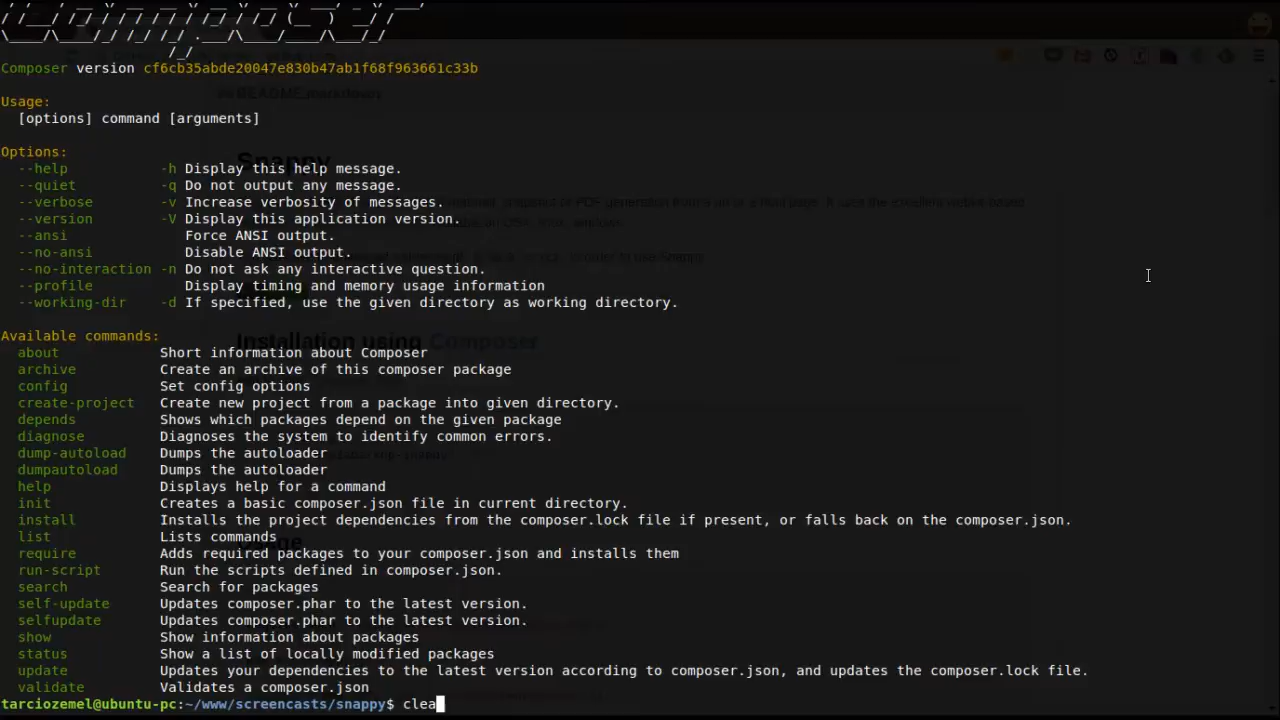 Composer version cf6cb35abde20047e830b47ab1f68f963661c33b
Usage:
[options] command [arguments]
Options:
--help -h Display this help message.
--quiet -q Do not output any message.
--verbose -v Increase verbosity of messages.
--version -V Display this application version.
--ansi Force ANSI output.
--no-ansi Disable ANSI output.
--no-interaction -n Do not ask any interactive question.
--profile Display timing and memory usage information
--working-dir -d If specified, use the given directory as working directory.
Available commands:
about Short information about Composer
archive Create an archive of this composer package
config Set config options
create-project Create new project from a package into given directory.
depends Shows which packages depend on the given package
diagnose Diagnoses the system to identify common errors.
dump-autoload Dumps the autoloader
dumpautoload Dumps the autoloader
help Displays help for a command
init Creates a basic composer.json file in current directory.
install Installs the project dependencies from the composer.lock file if present, or falls back on the composer.json.
list Lists commands
require Adds required packages to your composer.json and installs them
run-script Run the scripts defined in composer.json.
search Search for packages
self-update Updates composer.phar to the latest version.
selfupdate Updates composer.phar to the latest version.
show Show information about packages
status Show a list of locally modified packages
update Updates your dependencies to the latest version according to composer.json, and updates the composer.lock file.
validate Validates a composer.json
tarciozemel@ubuntu-pc:~/www/screencasts/snappy$ clea
README.markdown
Snappy
Installation using Composer